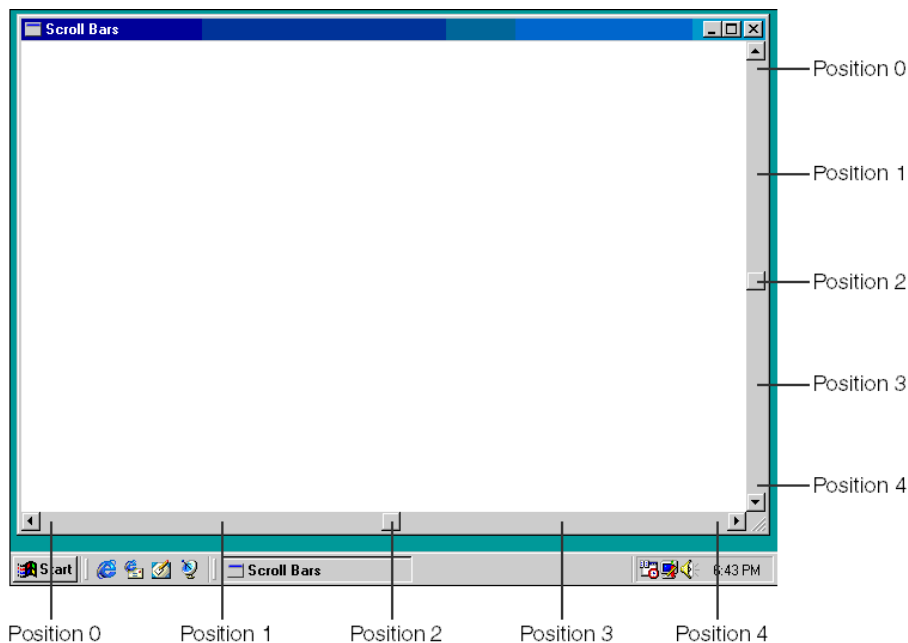 Scroll Bars
Position 0
Position 1
Position 2
Position 3
Position 4
Start
Scroll Bars
6:43 PM
Position 0
Position 1
Position 2
Position 3
Position 4